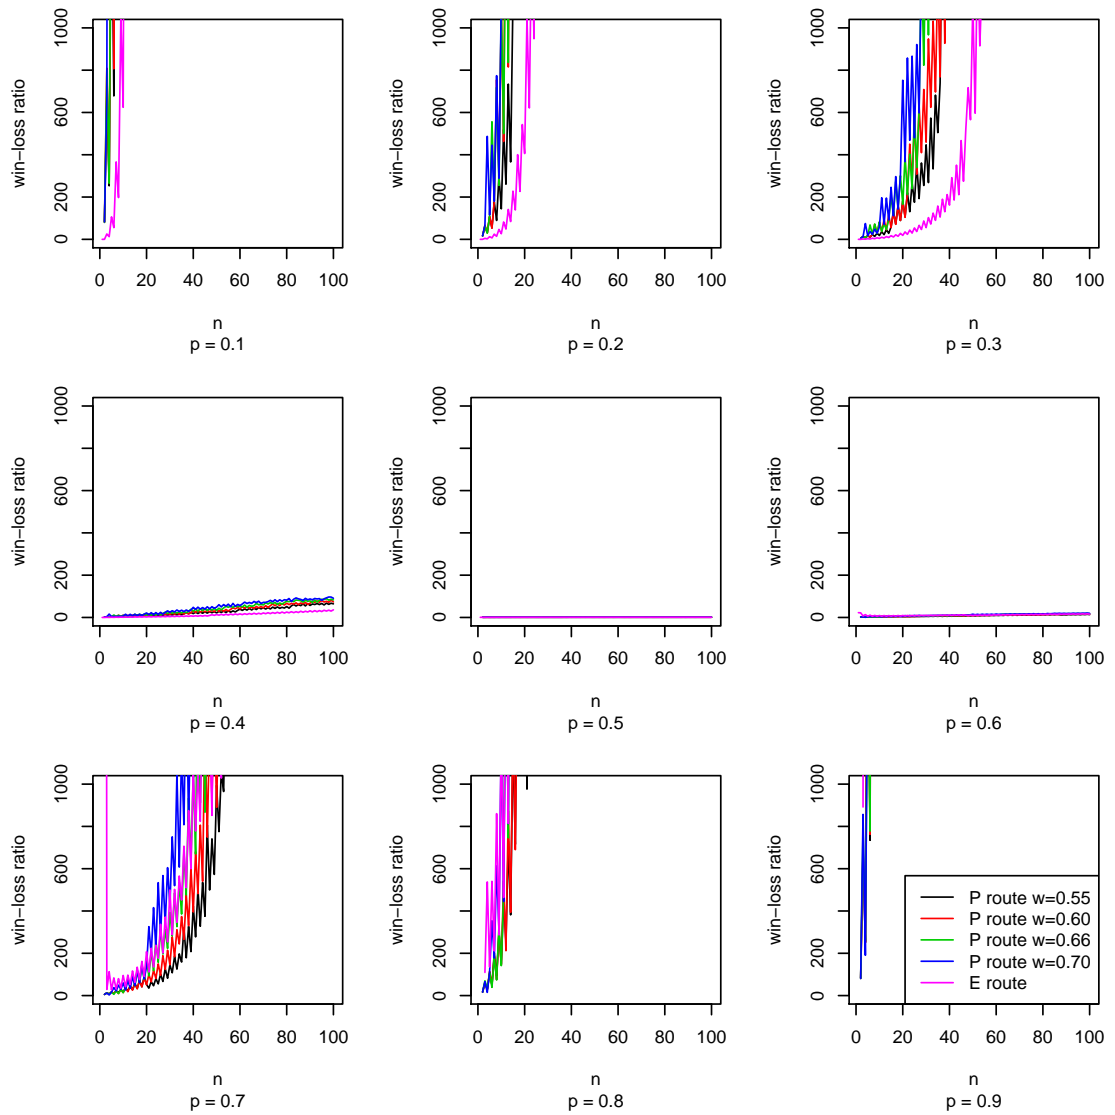 win−loss ratio
0
200
600
1000
0 20 40 60 80 100
n
p = 0.1
win−loss ratio
0
200
600
1000
0 20 40 60 80 100
n
p = 0.2
win−loss ratio
0
200
600
1000
0 20 40 60 80 100
n
p = 0.3
win−loss ratio
0
200
600
1000
0 20 40 60 80 100
n
p = 0.4
win−loss ratio
0
200
600
1000
0 20 40 60 80 100
n
p = 0.5
win−loss ratio
0
200
600
1000
0 20 40 60 80 100
n
p = 0.6
win−loss ratio
0
200
600
1000
0 20 40 60 80 100
n
p = 0.7
win−loss ratio
0
200
600
1000
0 20 40 60 80 100
n
p = 0.8
win−loss ratio
0
200
600
1000
0 20 40 60 80 100
n
p = 0.9
P route w=0.55
P route w=0.60
P route w=0.66
P route w=0.70
E route